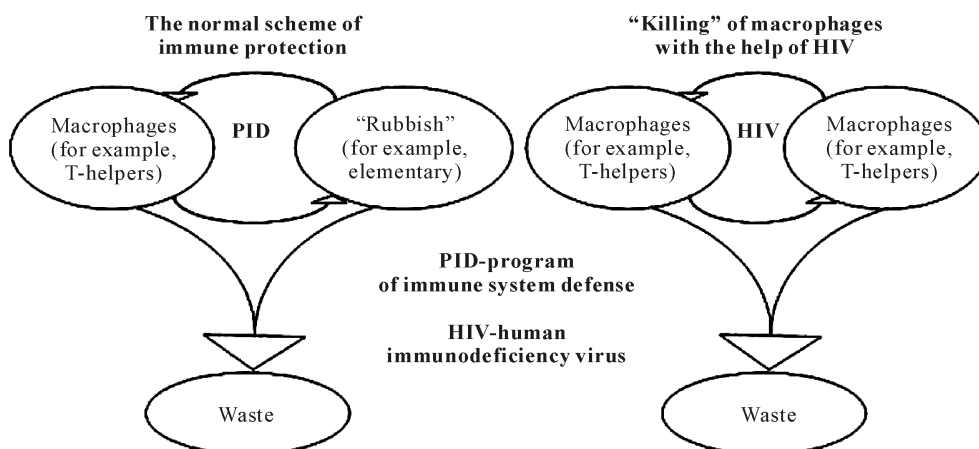 The normal scheme of
immune protection
“Killing” of macrophages
with the help of HIV
Macrophages
(for example,
T-helpers)
PID
“Rubbish”
(for example,
elementary)
Macrophages
(for example,
T-helpers)
HIV
Macrophages
(for example,
T-helpers)
PID-program
of immune system defense
HIV-human
immunodeficiency virus
Waste
Waste